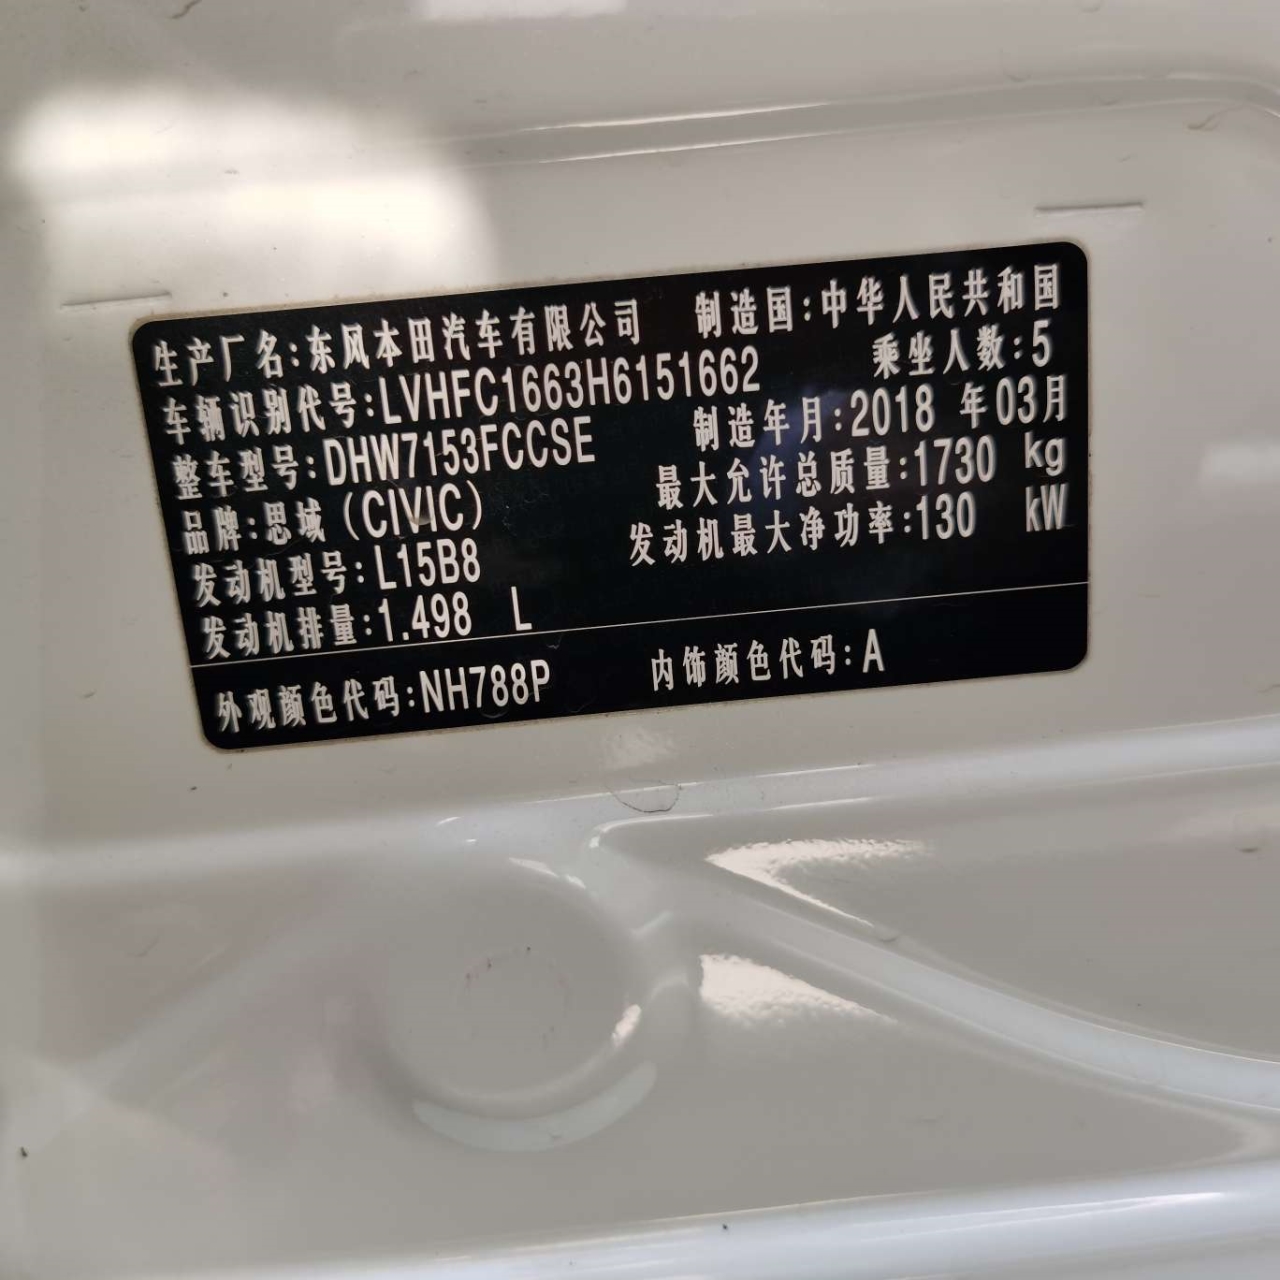 生产厂名:东风本田汽车有限公司 制造国:中华人民共和国
车辆识别代号:LVHFC1663H6151662 乘坐人数:5
整车型号:DHW7153FCCSE 制造年月:2018 年03月
品牌:思域(CIVIC) 最大允许总质量:1730 kg
发动机型号:L15B8 发动机最大净功率:130 kW
发动机排量:1.498 L
外观颜色代码:NH788P 内饰颜色代码:A